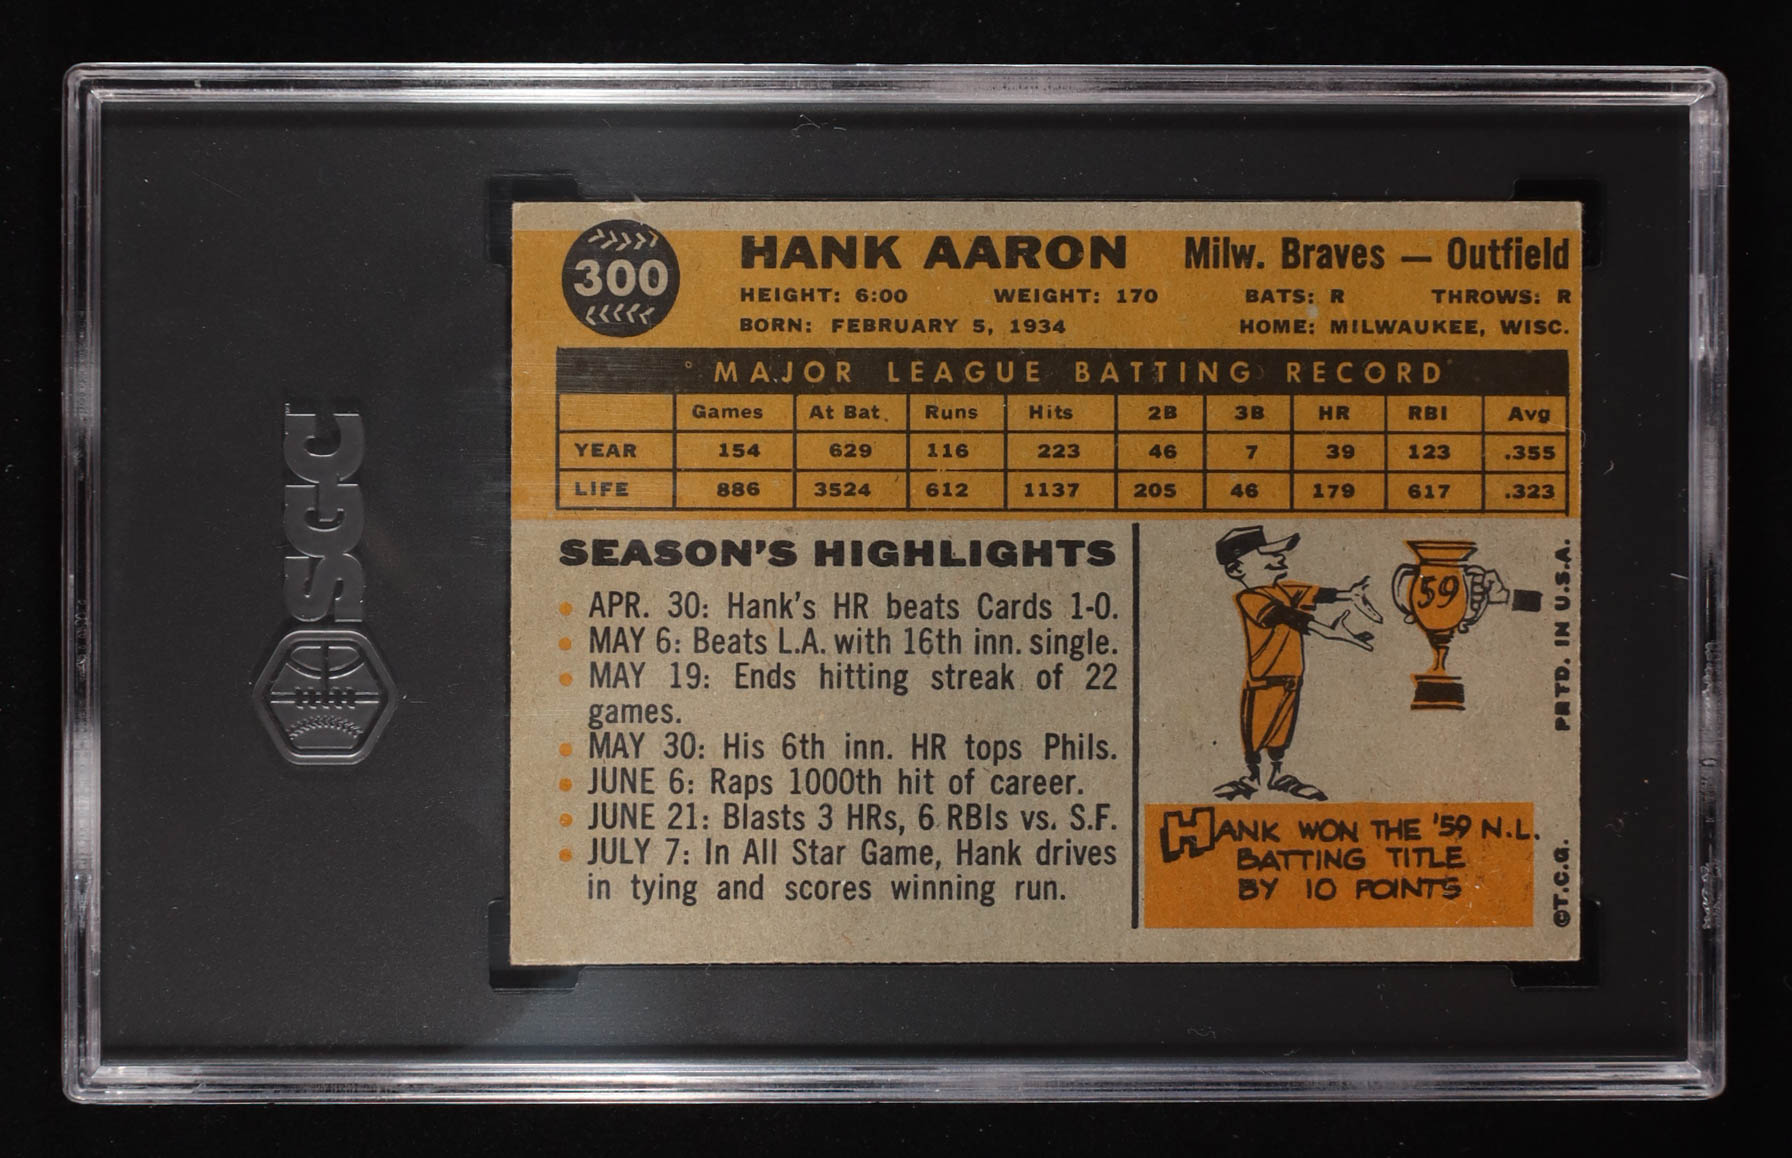 SGC
300
HANK AARON Milw. Braves — Outfield
HEIGHT: 6:00 WEIGHT: 170 BATS: R THROWS: R
BORN: FEBRUARY 5, 1934 HOME: MILWAUKEE, WISC.
MAJOR LEAGUE BATTING RECORD
Games At Bat Runs Hits 2B 3B HR RBI Avg
YEAR 154 629 116 223 46 7 39 123 .355
LIFE 886 3524 612 1137 205 46 179 617 .323
SEASON'S HIGHLIGHTS
• APR. 30: Hank's HR beats Cards 1-0.
• MAY 6: Beats L.A. with 16th inn. single.
• MAY 19: Ends hitting streak of 22
games.
• MAY 30: His 6th inn. HR tops Phils.
• JUNE 6: Raps 1000th hit of career.
• JUNE 21: Blasts 3 HRs, 6 RBIs vs. S.F.
• JULY 7: In All Star Game, Hank drives
in tying and scores winning run.
59
HANK WON THE '59 N.L.
BATTING TITLE
BY 10 POINTS
©T.C.G. PRTD. IN U.S.A.